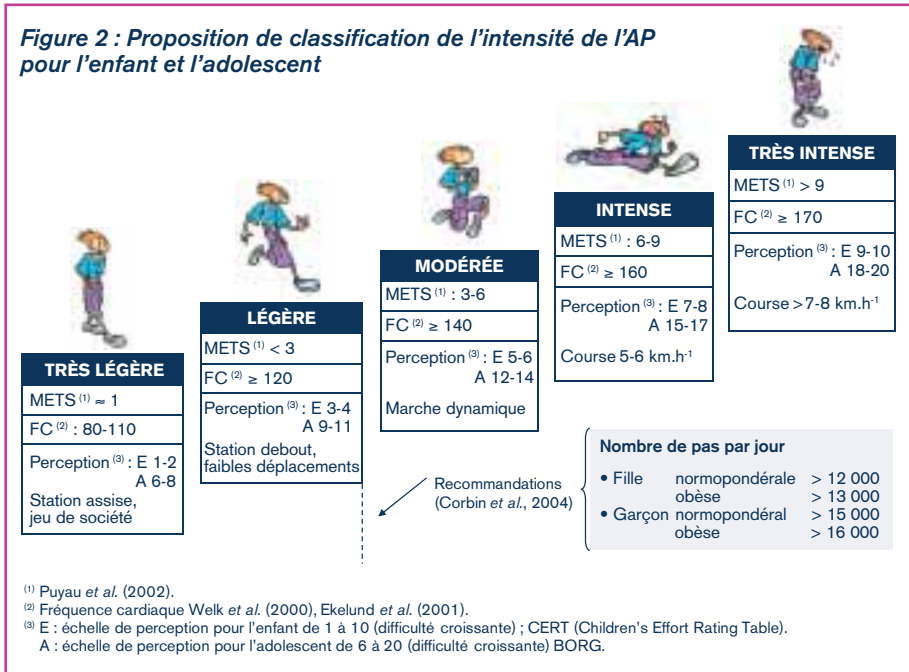 Figure 2 : Proposition de classification de l'intensité de l'AP
pour l'enfant et l'adolescent
TRÈS LÉGÈRE
METS (1) ≈ 1
FC (2) : 80-110
Perception (3) : E 1-2
A 6-8
Station assise,
jeu de société
LÉGÈRE
METS (1) < 3
FC (2) ≥ 120
Perception (3) : E 3-4
A 9-11
Station debout,
faibles déplacements
MODÉRÉE
METS (1) : 3-6
FC (2) ≥ 140
Perception (3) : E 5-6
A 12-14
Marche dynamique
INTENSE
METS (1) : 6-9
FC (2) ≥ 160
Perception (3) : E 7-8
A 15-17
Course 5-6 km.h-1
TRÈS INTENSE
METS (1) > 9
FC (2) ≥ 170
Perception (3) : E 9-10
A 18-20
Course >7-8 km.h-1
Recommandations
(Corbin et al., 2004)
Nombre de pas par jour
• Fille normopondérale > 12 000
obèse > 13 000
• Garçon normopondéral > 15 000
obèse > 16 000
(1) Puyau et al. (2002).
(2) Fréquence cardiaque Welk et al. (2000), Ekelund et al. (2001).
(3) E : échelle de perception pour l'enfant de 1 à 10 (difficulté croissante) ; CERT (Children's Effort Rating Table).
A : échelle de perception pour l'adolescent de 6 à 20 (difficulté croissante) BORG.